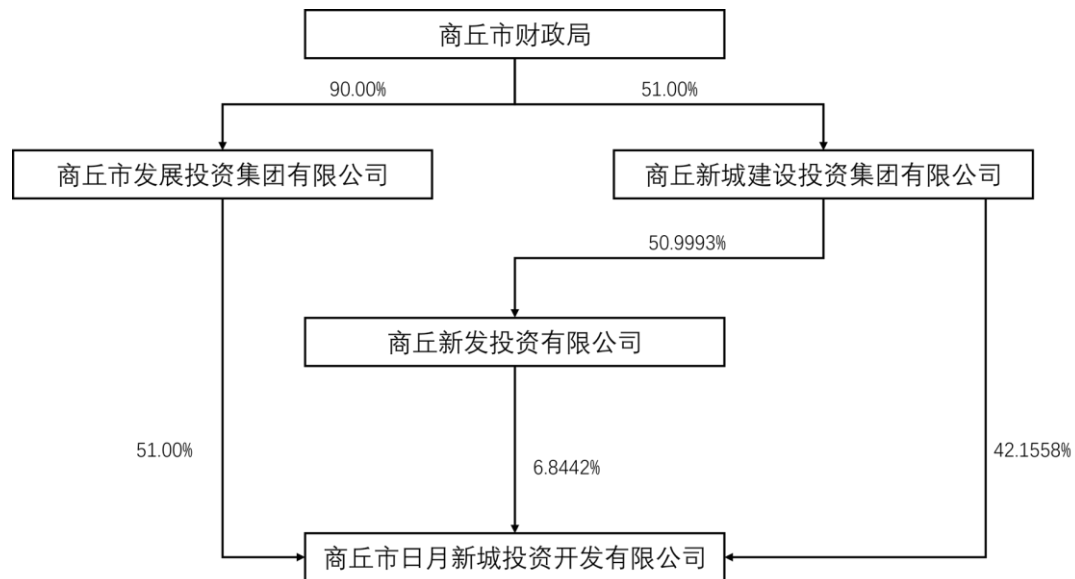 商丘市财政局
90.00%
51.00%
商丘市发展投资集团有限公司
商丘新城建设投资集团有限公司
50.9993%
商丘新发投资有限公司
51.00%
6.8442%
42.1558%
商丘市日月新城投资开发有限公司